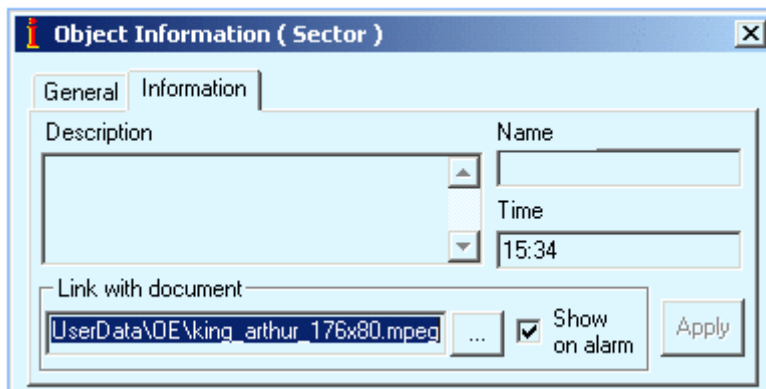 Object Information ( Sector )
General Information
Description
Name
Time
15:34
Link with document
UserData\OE\king_arthur_176x80.mpeg
...
Show
on alarm
Apply